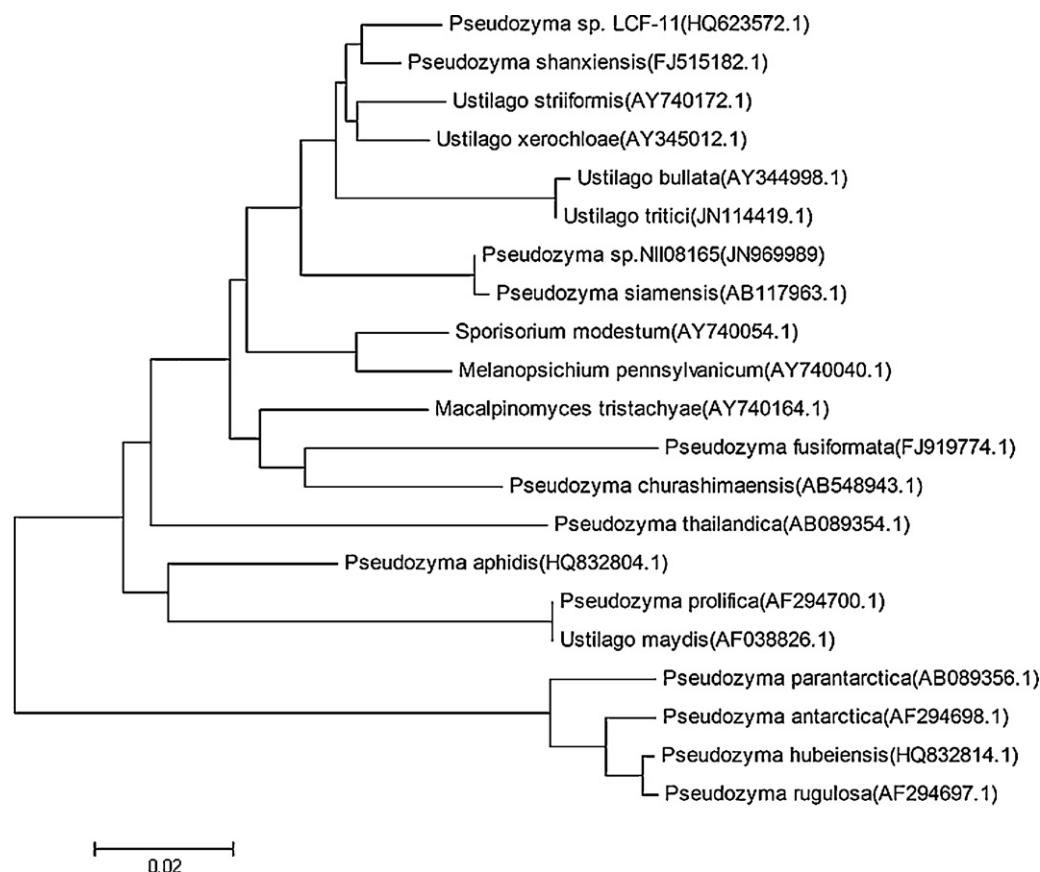 Pseudozyma sp. LCF-11(HQ623572.1)
Pseudozyma shanxiensis(FJ515182.1)
Ustilago striiformis(AY740172.1)
Ustilago xerochloae(AY345012.1)
Ustilago bullata(AY344998.1)
Ustilago tritici(JN114419.1)
Pseudozyma sp.NII08165(JN969989)
Pseudozyma siamensis(AB117963.1)
Sporisorium modestum(AY740054.1)
Melanopsichium pennsylvanicum(AY740040.1)
Macalpinomyces tristachyae(AY740164.1)
Pseudozyma fusiformata(FJ919774.1)
Pseudozyma churashimaensis(AB548943.1)
Pseudozyma thailandica(AB089354.1)
Pseudozyma aphidis(HQ832804.1)
Pseudozyma prolifica(AF294700.1)
Ustilago maydis(AF038826.1)
Pseudozyma parantarctica(AB089356.1)
Pseudozyma antarctica(AF294698.1)
Pseudozyma hubeiensis(HQ832814.1)
Pseudozyma rugulosa(AF294697.1)
0.02